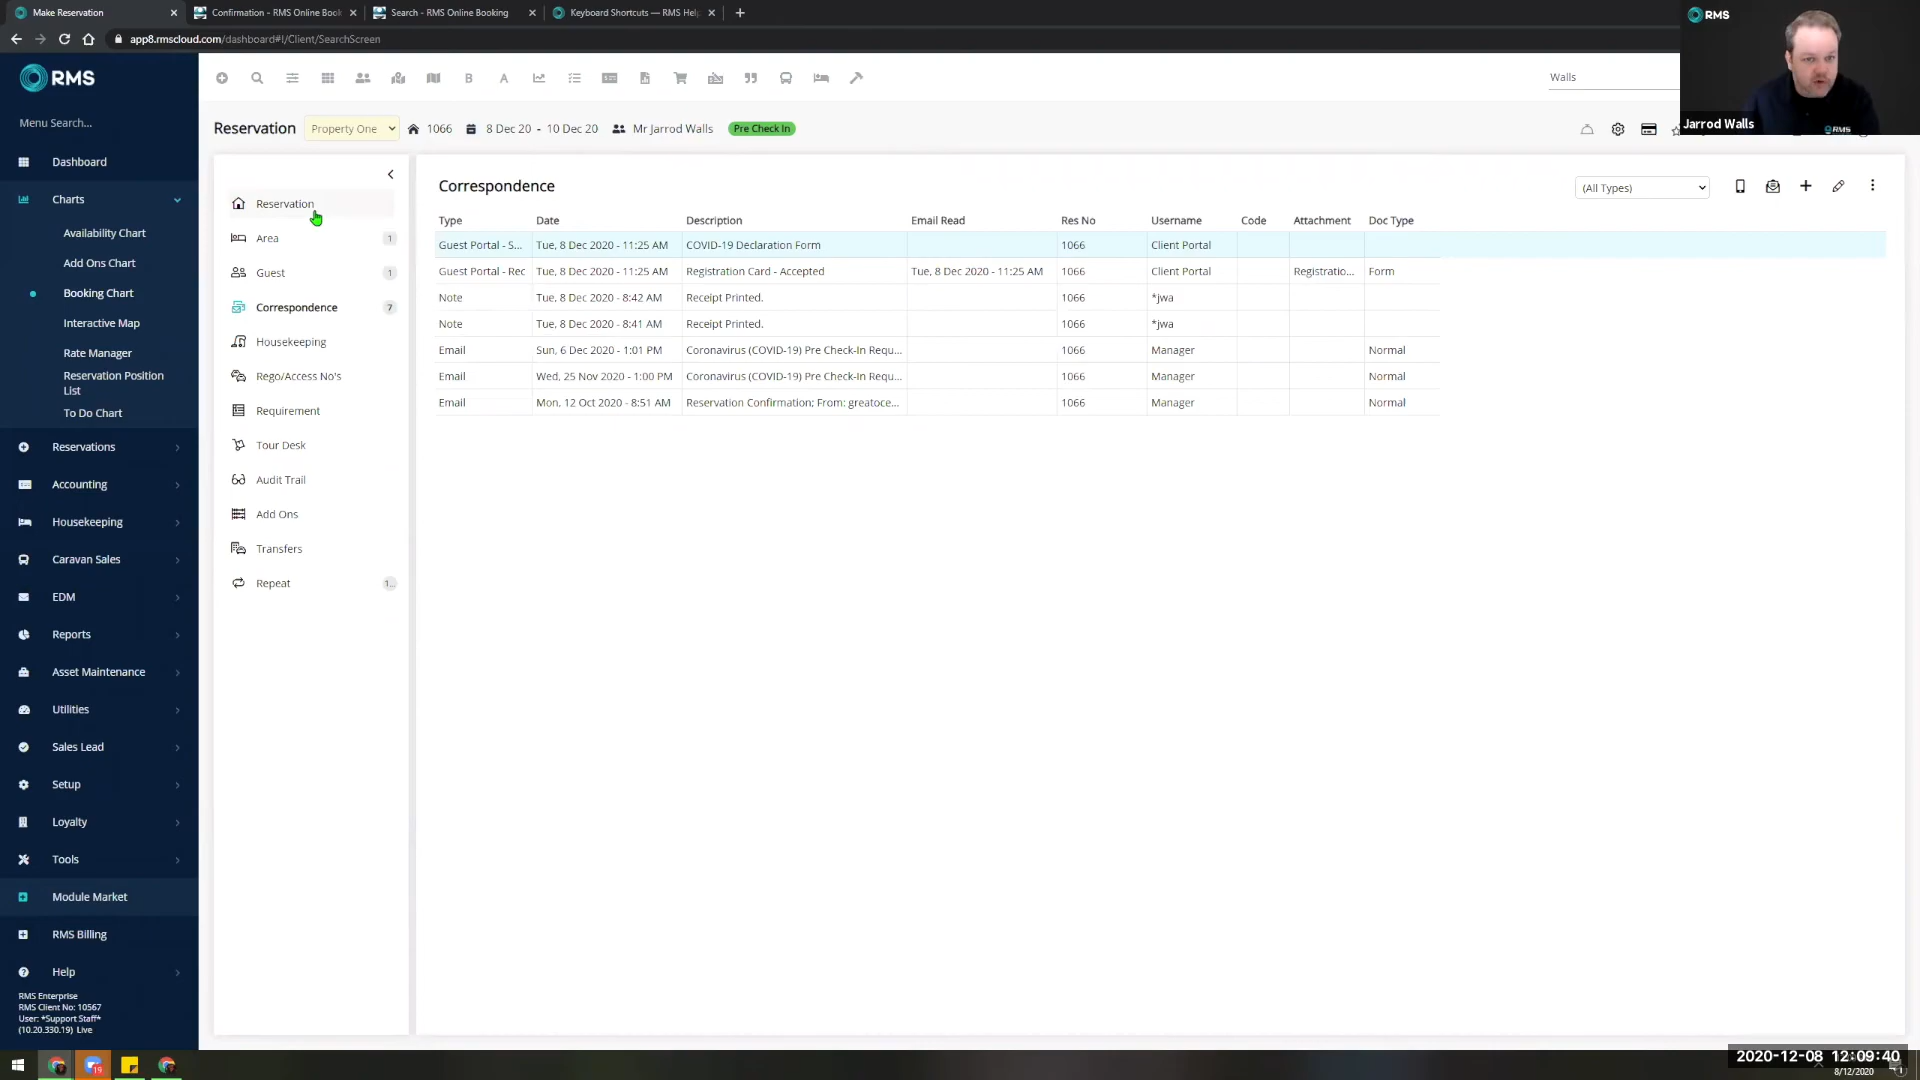 Make Reservation
Confirmation - RMS Online Book
Search - RMS Online Booking
Keyboard Shortcuts — RMS Help
app8.rmscloud.com/dashboard#!/Client/SearchScreen
RMS
Menu Search...
Dashboard
Charts
Availability Chart
Add Ons Chart
Booking Chart
Interactive Map
Rate Manager
Reservation Position
List
To Do Chart
Reservations
Accounting
Housekeeping
Caravan Sales
EDM
Reports
Asset Maintenance
Utilities
Sales Lead
Setup
Loyalty
Tools
Module Market
RMS Billing
Help
RMS Enterprise
RMS Client No: 10567
User: *Support Staff*
(10.20.330.19) Live
B
A
Walls
Reservation Property One 1066 8 Dec 20 - 10 Dec 20 Mr Jarrod Walls Pre Check In
RMS
Jarrod Walls
RMS
Reservation
Area 1
Guest 1
Correspondence 7
Housekeeping
Rego/Access No's
Requirement
Tour Desk
Audit Trail
Add Ons
Transfers
Repeat 1..
Correspondence
(All Types)
Type Date Description Email Read Res No Username Code Attachment Doc Type
Guest Portal - S... Tue, 8 Dec 2020 - 11:25 AM COVID-19 Declaration Form 1066 Client Portal
Guest Portal - Rec Tue, 8 Dec 2020 - 11:25 AM Registration Card - Accepted Tue, 8 Dec 2020 - 11:25 AM 1066 Client Portal Registratio... Form
Note Tue, 8 Dec 2020 - 8:42 AM Receipt Printed. 1066 *jwa
Note Tue, 8 Dec 2020 - 8:41 AM Receipt Printed. 1066 *jwa
Email Sun, 6 Dec 2020 - 1:01 PM Coronavirus (COVID-19) Pre Check-In Requ... 1066 Manager Normal
Email Wed, 25 Nov 2020 - 1:00 PM Coronavirus (COVID-19) Pre Check-In Requ... 1066 Manager Normal
Email Mon, 12 Oct 2020 - 8:51 AM Reservation Confirmation; From: greatoce... 1066 Manager Normal
19
2020-12-08 12:09:40
8/12/2020